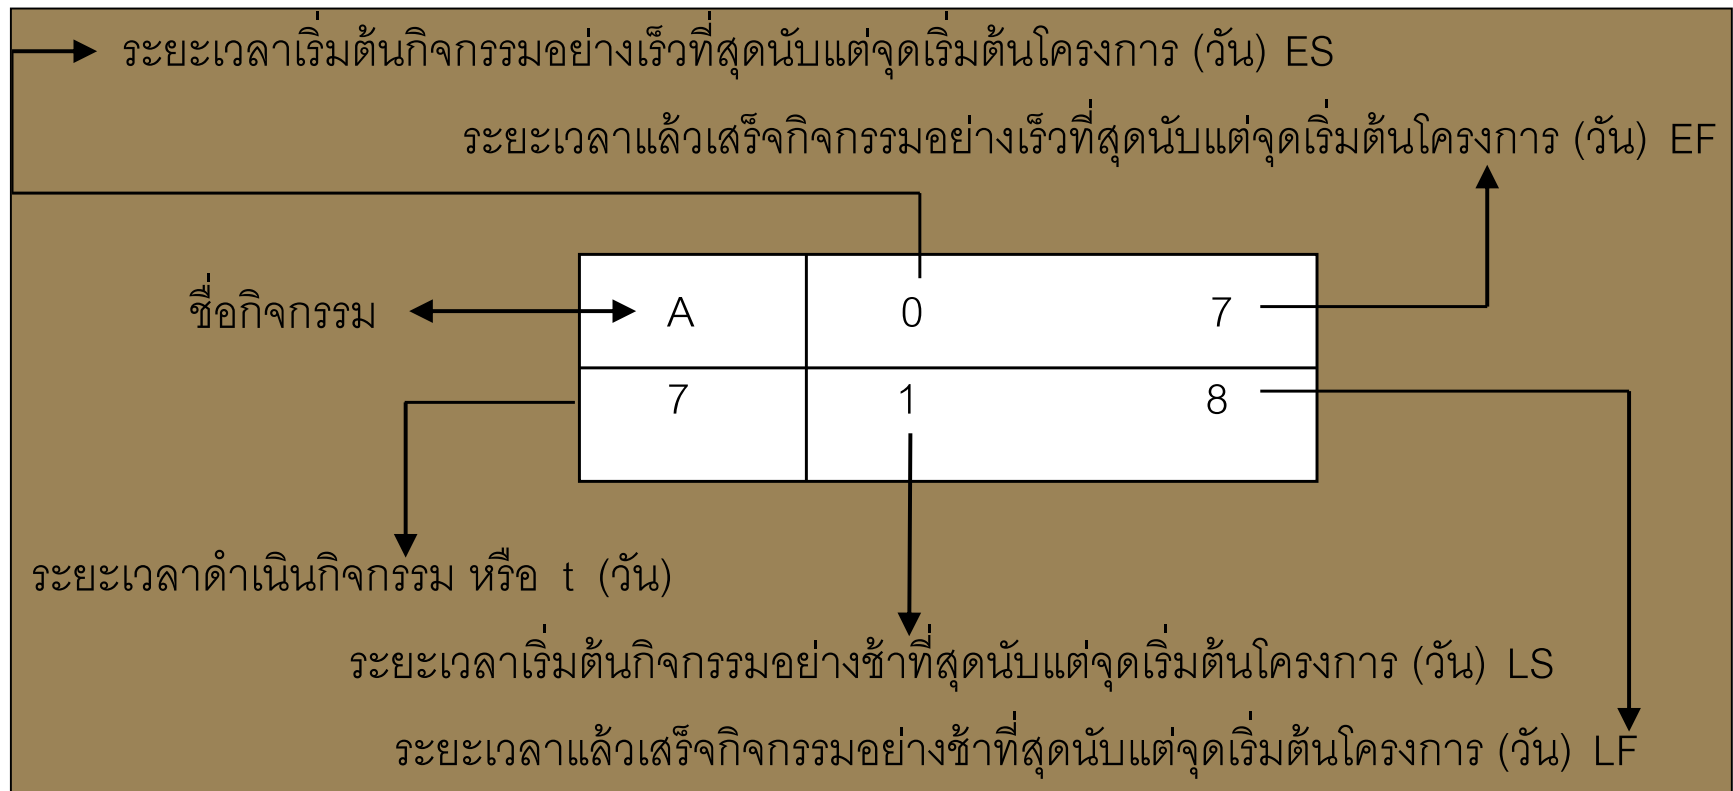 ระยะเวลาเริ่มต้นกิจกรรมอย่างเร็วที่สุดนับแต่จุดเริ่มต้นโครงการ (วัน) ES
ระยะเวลาแล้วเสร็จกิจกรรมอย่างเร็วที่สุดนับแต่จุดเริ่มต้นโครงการ (วัน) EF
ชื่อกิจกรรม A 0 7
7 1 8
ระยะเวลาดำเนินกิจกรรม หรือ t (วัน)
ระยะเวลาเริ่มต้นกิจกรรมอย่างช้าที่สุดนับแต่จุดเริ่มต้นโครงการ (วัน) LS
ระยะเวลาแล้วเสร็จกิจกรรมอย่างช้าที่สุดนับแต่จุดเริ่มต้นโครงการ (วัน) LF